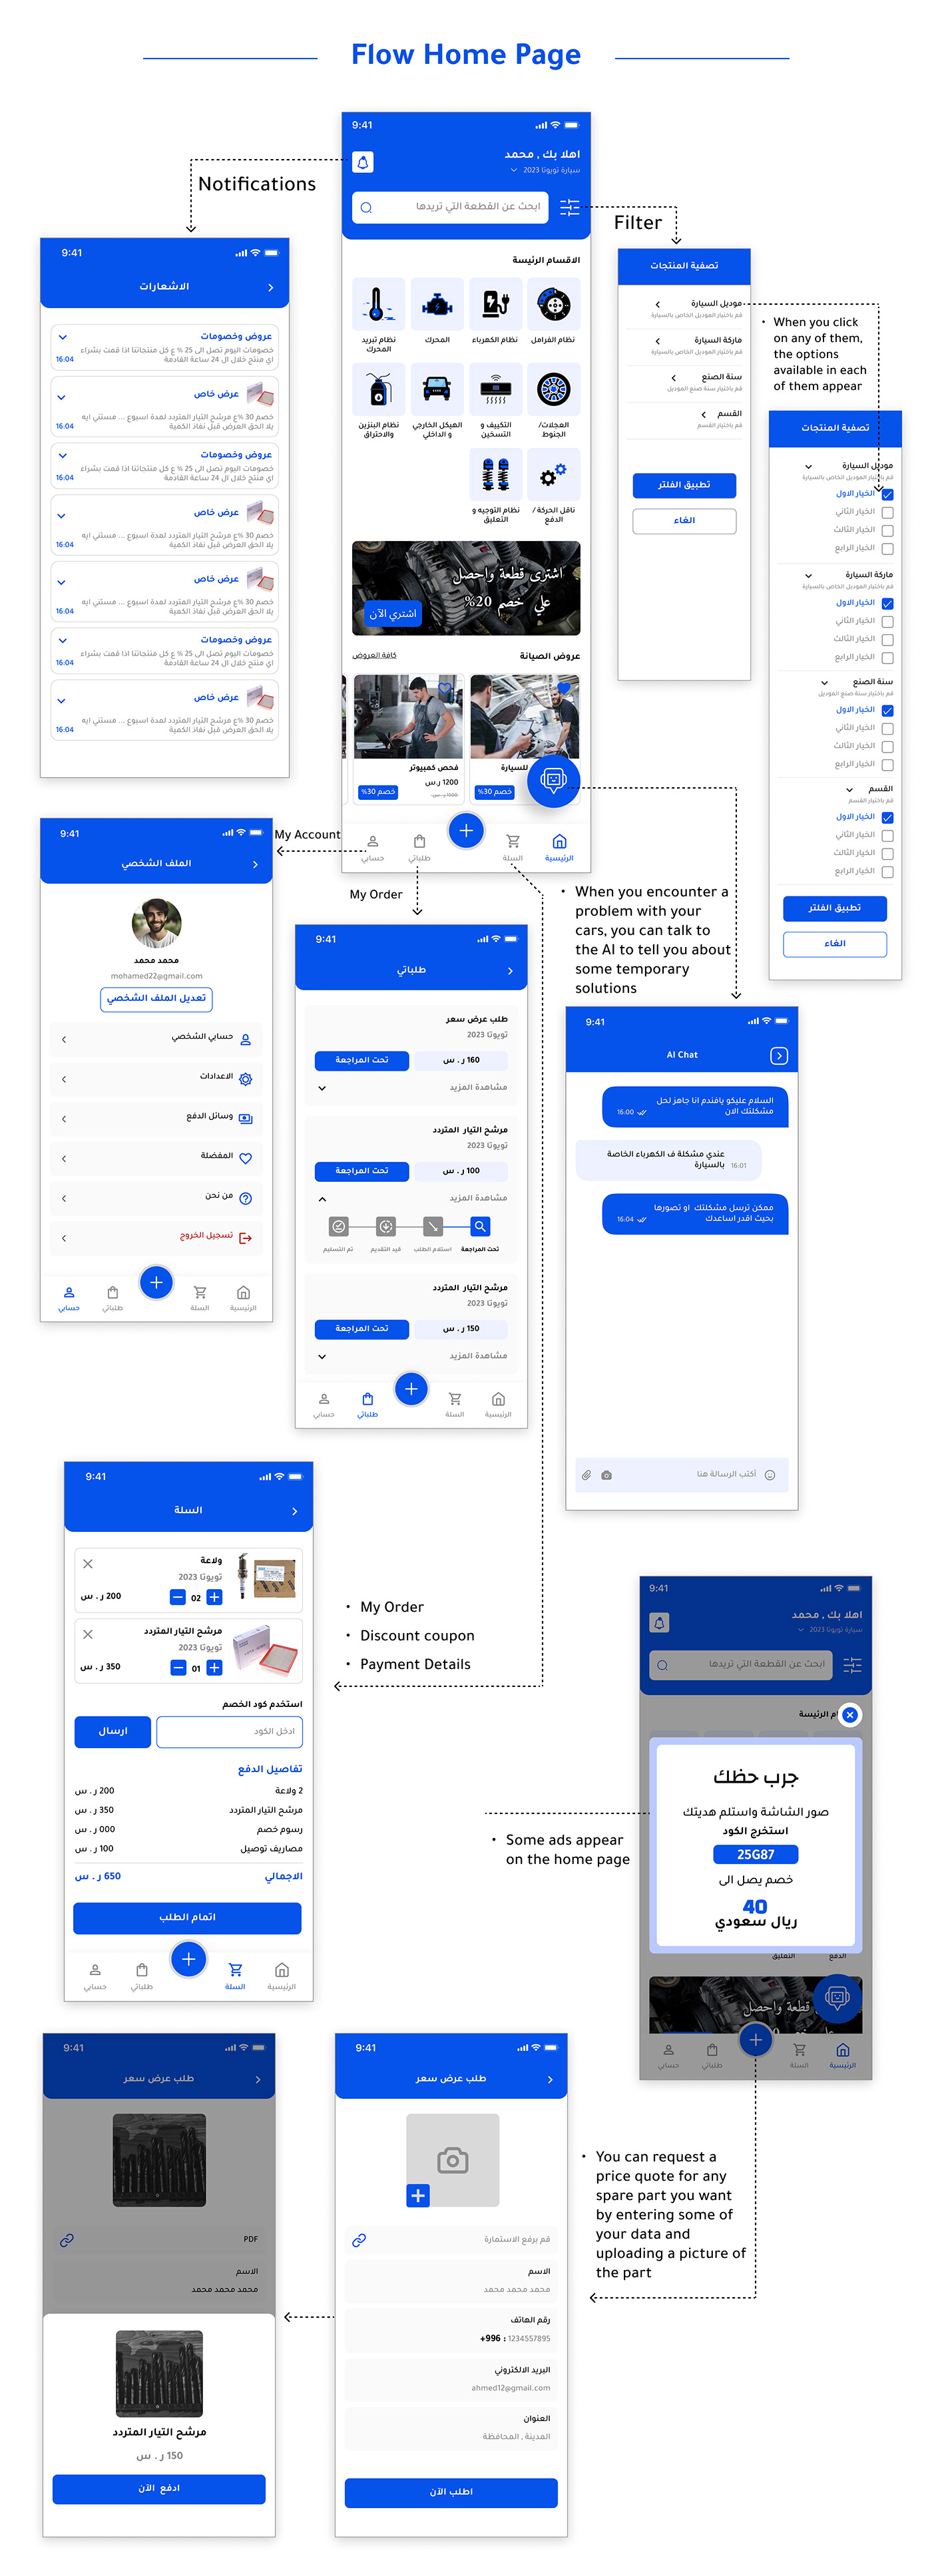 Flow Home Page
9:41
اهلا بك , محمد
سيارة تويوتا 2023
ابحث عن القطعة التي تريدها
الاقسام الرئيسة
نظام الفرامل
نظام الكهرباء
المحرك
نظام تبريد
المحرك
العجلات/
الجنوط
التكييف و
التسخين
الهيكل الخارجي
و الداخلي
نظام البنزين
والاحتراق
ناقل الحركة /
الدفع
نظام التوجيه و
التعليق
اشترى قطعة واحصل
علي خصم 20%
اشتري الآن
عروض الصيانة
كافة العروض
للسيارة
خصم 30%
فحص كمبيوتر
1200 ر.س
خصم 30%
الرئيسية
السلة
طلباتي
حسابي
Notifications
9:41
الاشعارات
عروض وخصومات
خصومات اليوم تصل الى 25 % ع كل منتجاتنا اذا قمت بشراء
اي منتج خلال ال 24 ساعة القادمة
16:04
عرض خاص
خصم 30 %ع مرشح التيار المتردد لمدة اسبوع ... مستني ايه
يلا الحق العرض قبل نفاذ الكمية
16:04
عروض وخصومات
خصومات اليوم تصل الى 25 % ع كل منتجاتنا اذا قمت بشراء
اي منتج خلال ال 24 ساعة القادمة
16:04
عرض خاص
خصم 30 %ع مرشح التيار المتردد لمدة اسبوع ... مستني ايه
يلا الحق العرض قبل نفاذ الكمية
16:04
عرض خاص
خصم 30 %ع مرشح التيار المتردد لمدة اسبوع ... مستني ايه
يلا الحق العرض قبل نفاذ الكمية
16:04
عروض وخصومات
خصومات اليوم تصل الى 25 % ع كل منتجاتنا اذا قمت بشراء
اي منتج خلال ال 24 ساعة القادمة
16:04
عرض خاص
خصم 30 %ع مرشح التيار المتردد لمدة اسبوع ... مستني ايه
يلا الحق العرض قبل نفاذ الكمية
16:04
Filter
تصفية المنتجات
موديل السيارة
قم باختيار الموديل الخاص بالسيارة
ماركة السيارة
قم باختيار الموديل الخاص بالسيارة
سنة الصنع
قم باختيار سنة صنع الموديل
القسم
قم باختيار القسم
تطبيق الفلتر
الغاء
• When you click
on any of them,
the options
available in each
of them appear
تصفية المنتجات
موديل السيارة
قم باختيار الموديل الخاص بالسيارة
الخيار الاول
الخيار الثاني
الخيار الثالث
الخيار الرابع
ماركة السيارة
قم باختيار الموديل الخاص بالسيارة
الخيار الاول
الخيار الثاني
الخيار الثالث
الخيار الرابع
سنة الصنع
قم باختيار سنة صنع الموديل
الخيار الاول
الخيار الثاني
الخيار الثالث
الخيار الرابع
القسم
قم باختيار القسم
الخيار الاول
الخيار الثاني
الخيار الثالث
الخيار الرابع
تطبيق الفلتر
الغاء
My Account
9:41
الملف الشخصي
محمد محمد
mohamed22@gmail.com
تعديل الملف الشخصي
حسابي الشخصي
الاعدادات
وسائل الدفع
المفضلة
من نحن
تسجيل الخروج
الرئيسية
السلة
طلباتي
حسابي
My Order
9:41
طلباتي
طلب عرض سعر
تويوتا 2023
160 ر . س
تحت المراجعة
مشاهدة المزيد
مرشح التيار المتردد
تويوتا 2023
100 ر . س
تحت المراجعة
مشاهدة المزيد
تحت المراجعة
استلام الطلب
قيد التقديم
تم التسليم
مرشح التيار المتردد
تويوتا 2023
150 ر . س
تحت المراجعة
مشاهدة المزيد
الرئيسية
السلة
طلباتي
حسابي
• When you encounter a
problem with your
cars, you can talk to
the AI to tell you about
some temporary
solutions
9:41
AI Chat
السلام عليكو يافندم انا جاهز لحل
مشكلتك الان
16:00
عندي مشكلة ف الكهرباء الخاصة
بالسيارة
16:01
ممكن ترسل مشكلتك او تصورها
بحيث اقدر اساعدك
16:04
أكتب الرسالة هنا
9:41
السلة
ولاعة
تويوتا 2023
02
200 ر . س
مرشح التيار المتردد
تويوتا 2023
01
350 ر . س
استخدم كود الخصم
ادخل الكود
ارسال
تفاصيل الدفع
2 ولاعة
200 ر . س
مرشح التيار المتردد
350 ر . س
رسوم خصم
000 ر . س
مصاريف توصيل
100 ر . س
الاجمالي
650 ر . س
اتمام الطلب
الرئيسية
السلة
طلباتي
حسابي
• My Order
• Discount coupon
• Payment Details
9:41
اهلا بك , محمد
سيارة تويوتا 2023
ابحث عن القطعة التي تريدها
ام الرئيسة
جرب حظك
صور الشاشة واستلم هديتك
استخرج الكود
25G87
خصم يصل الى
40
ريال سعودي
الدفع
التعليق
قطعة واحصل
الرئيسية
السلة
طلباتي
حسابي
• Some ads appear
on the home page
• You can request a
price quote for any
spare part you want
by entering some of
your data and
uploading a picture of
the part
9:41
طلب عرض سعر
قم برفع الاستمارة
الاسم
محمد محمد محمد
رقم الهاتف
+996 : 1234557895
البريد الالكتروني
ahmed12@gmail.com
العنوان
المدينة , المحافظة
اطلب الآن
9:41
طلب عرض سعر
PDF
الاسم
محمد محمد محمد
مرشح التيار المتردد
150 ر . س
ادفع الآن